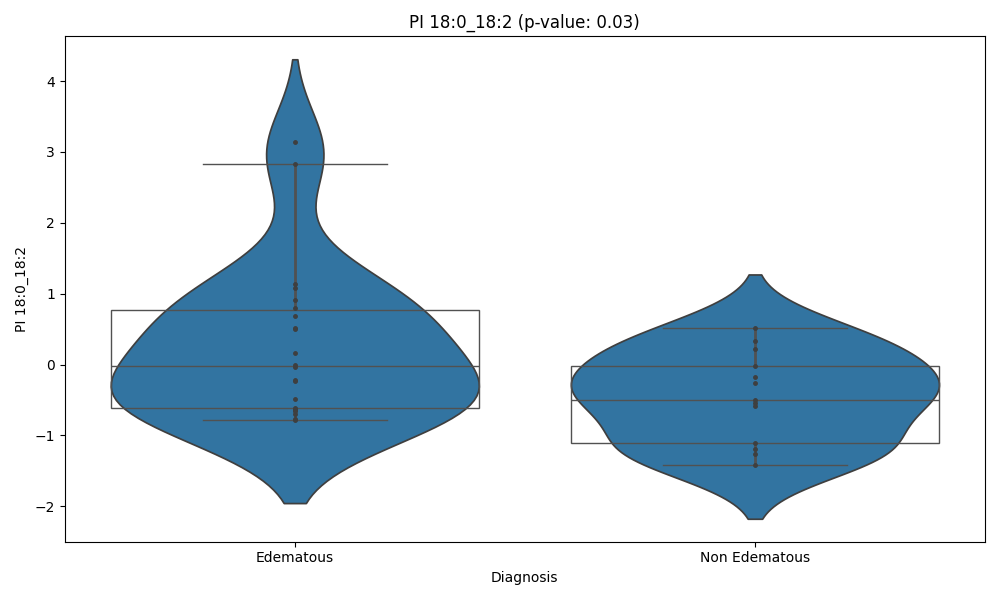 PI 18:0_18:2 (p-value: 0.03)
PI 18:0_18:2
4
3
2
1
0
−1
−2
Edematous
Non Edematous
Diagnosis